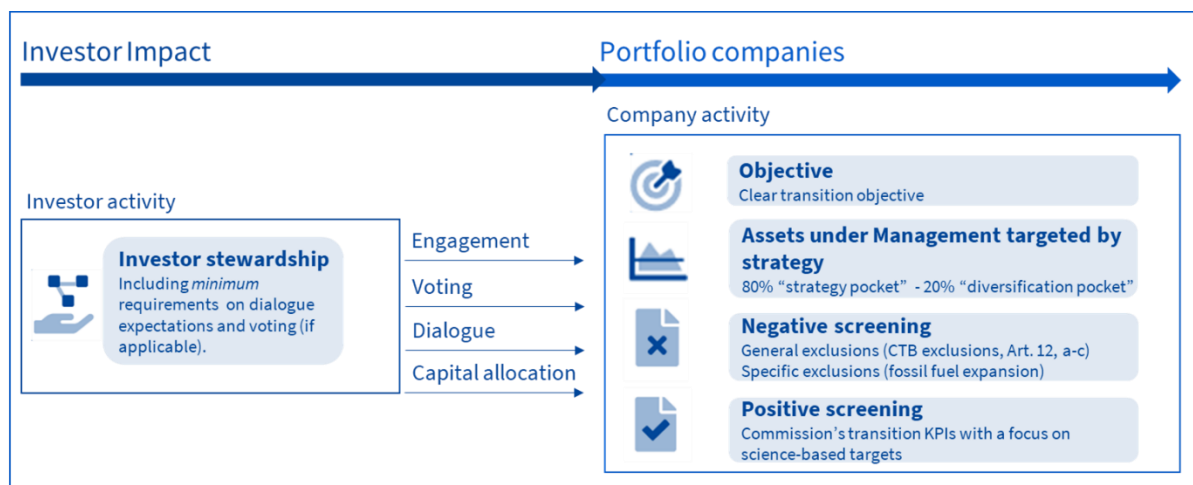 Investor Impact
Portfolio companies
Company activity
Investor activity
Investor stewardship
Including minimum
requirements on dialogue
expectations and voting (if
applicable).
Engagement
Voting
Dialogue
Capital allocation
Objective
Clear transition objective
Assets under Management targeted by
strategy
80% “strategy pocket” - 20% “diversification pocket”
Negative screening
General exclusions (CTB exclusions, Art. 12, a-c)
Specific exclusions (fossil fuel expansion)
Positive screening
Commission’s transition KPIs with a focus on
science-based targets